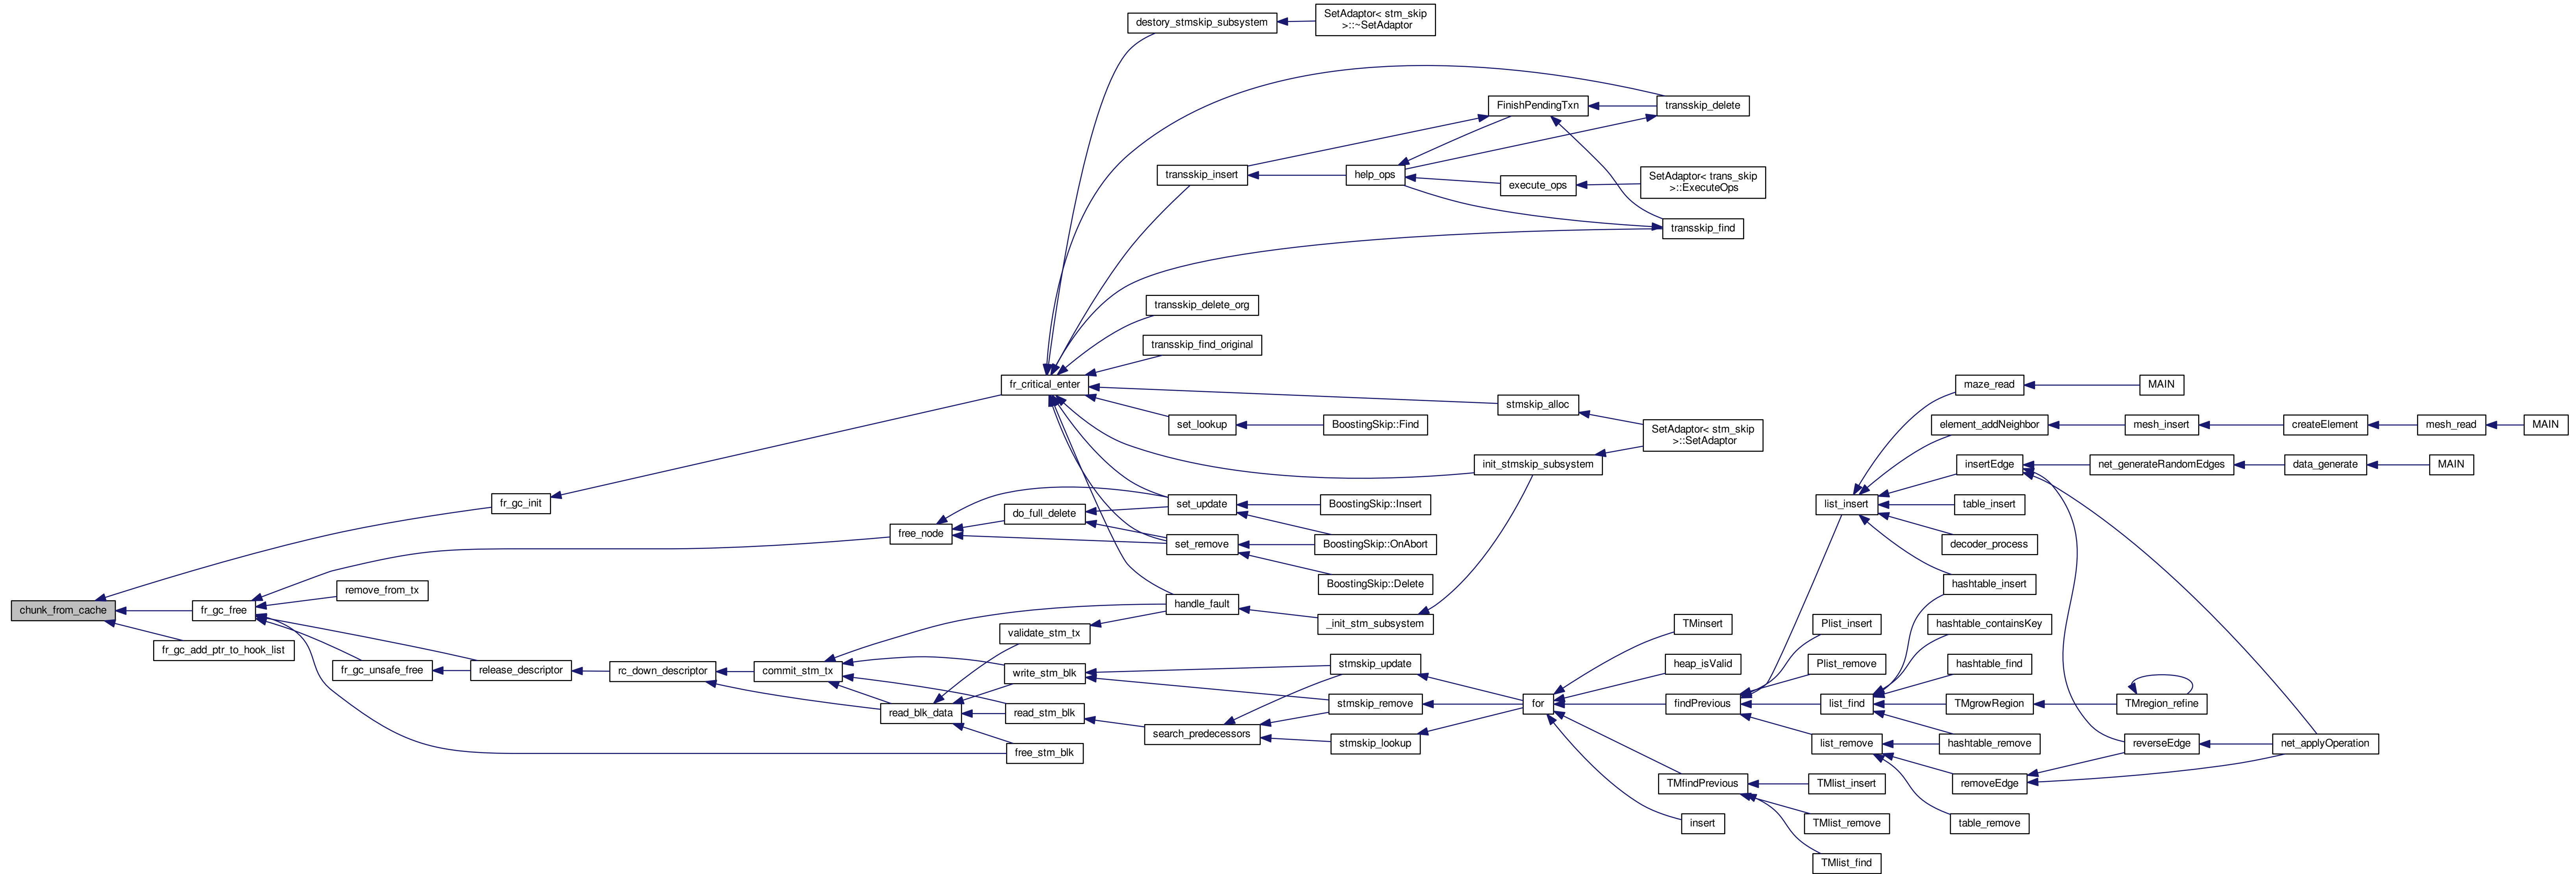 destory_stmskip_subsystem
SetAdaptor< stm_skip
>::~SetAdaptor
FinishPendingTxn
transskip_delete
transskip_insert
help_ops
execute_ops
SetAdaptor< trans_skip
>::ExecuteOps
transskip_find
transskip_delete_org
transskip_find_original
fr_critical_enter
stmskip_alloc
set_lookup
BoostingSkip::Find
SetAdaptor< stm_skip
>::SetAdaptor
init_stmskip_subsystem
maze_read
MAIN
element_addNeighbor
mesh_insert
createElement
mesh_read
MAIN
insertEdge
net_generateRandomEdges
data_generate
MAIN
fr_gc_init
free_node
do_full_delete
set_update
BoostingSkip::Insert
list_insert
table_insert
set_remove
BoostingSkip::OnAbort
decoder_process
BoostingSkip::Delete
hashtable_insert
chunk_from_cache
fr_gc_free
remove_from_tx
handle_fault
_init_stm_subsystem
fr_gc_add_ptr_to_hook_list
validate_stm_tx
TMinsert
Plist_insert
hashtable_containsKey
fr_gc_unsafe_free
release_descriptor
rc_down_descriptor
commit_stm_tx
write_stm_blk
stmskip_update
heap_isValid
Plist_remove
hashtable_find
read_blk_data
read_stm_blk
stmskip_remove
for
findPrevious
list_find
TMgrowRegion
TMregion_refine
search_predecessors
stmskip_lookup
list_remove
hashtable_remove
reverseEdge
net_applyOperation
free_stm_blk
TMfindPrevious
TMlist_insert
removeEdge
insert
TMlist_remove
table_remove
TMlist_find